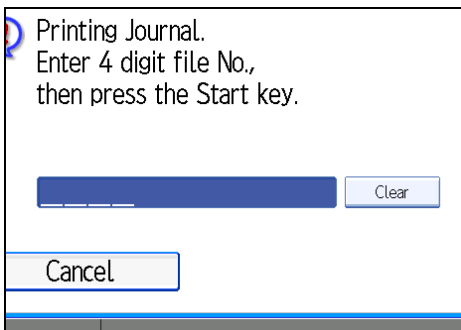 Printing Journal.
Enter 4 digit file No.,
then press the Start key.
Clear
Cancel